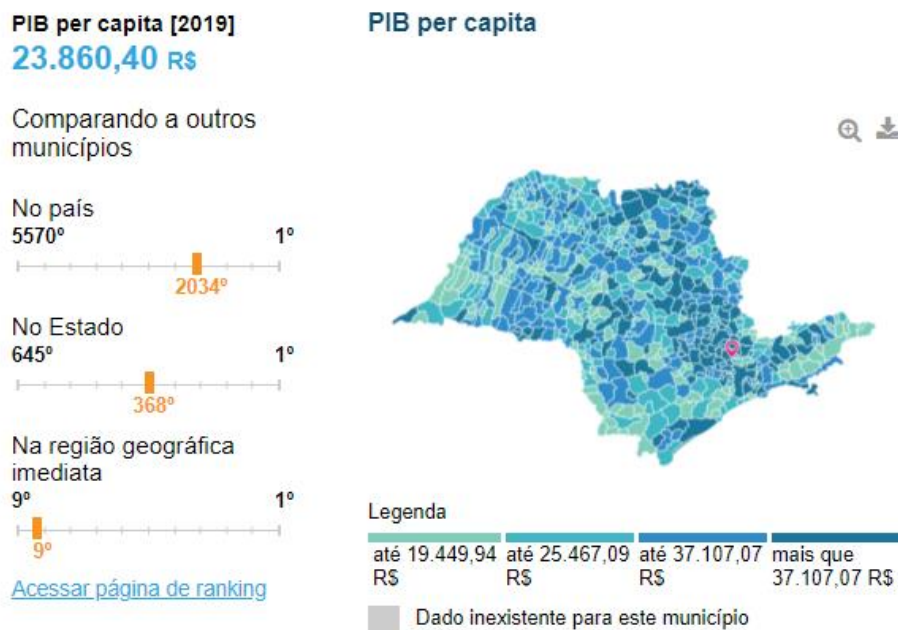 PIB per capita [2019]
23.860,40 R$
Comparando a outros
municípios
No país
5570º 1º
2034º
No Estado
645º 1º
368º
Na região geográfica
imediata
9º 1º
9º
Acessar página de ranking
PIB per capita
Legenda
até 19.449,94 R$
até 25.467,09 R$
até 37.107,07 R$
mais que 37.107,07 R$
Dado inexistente para este município